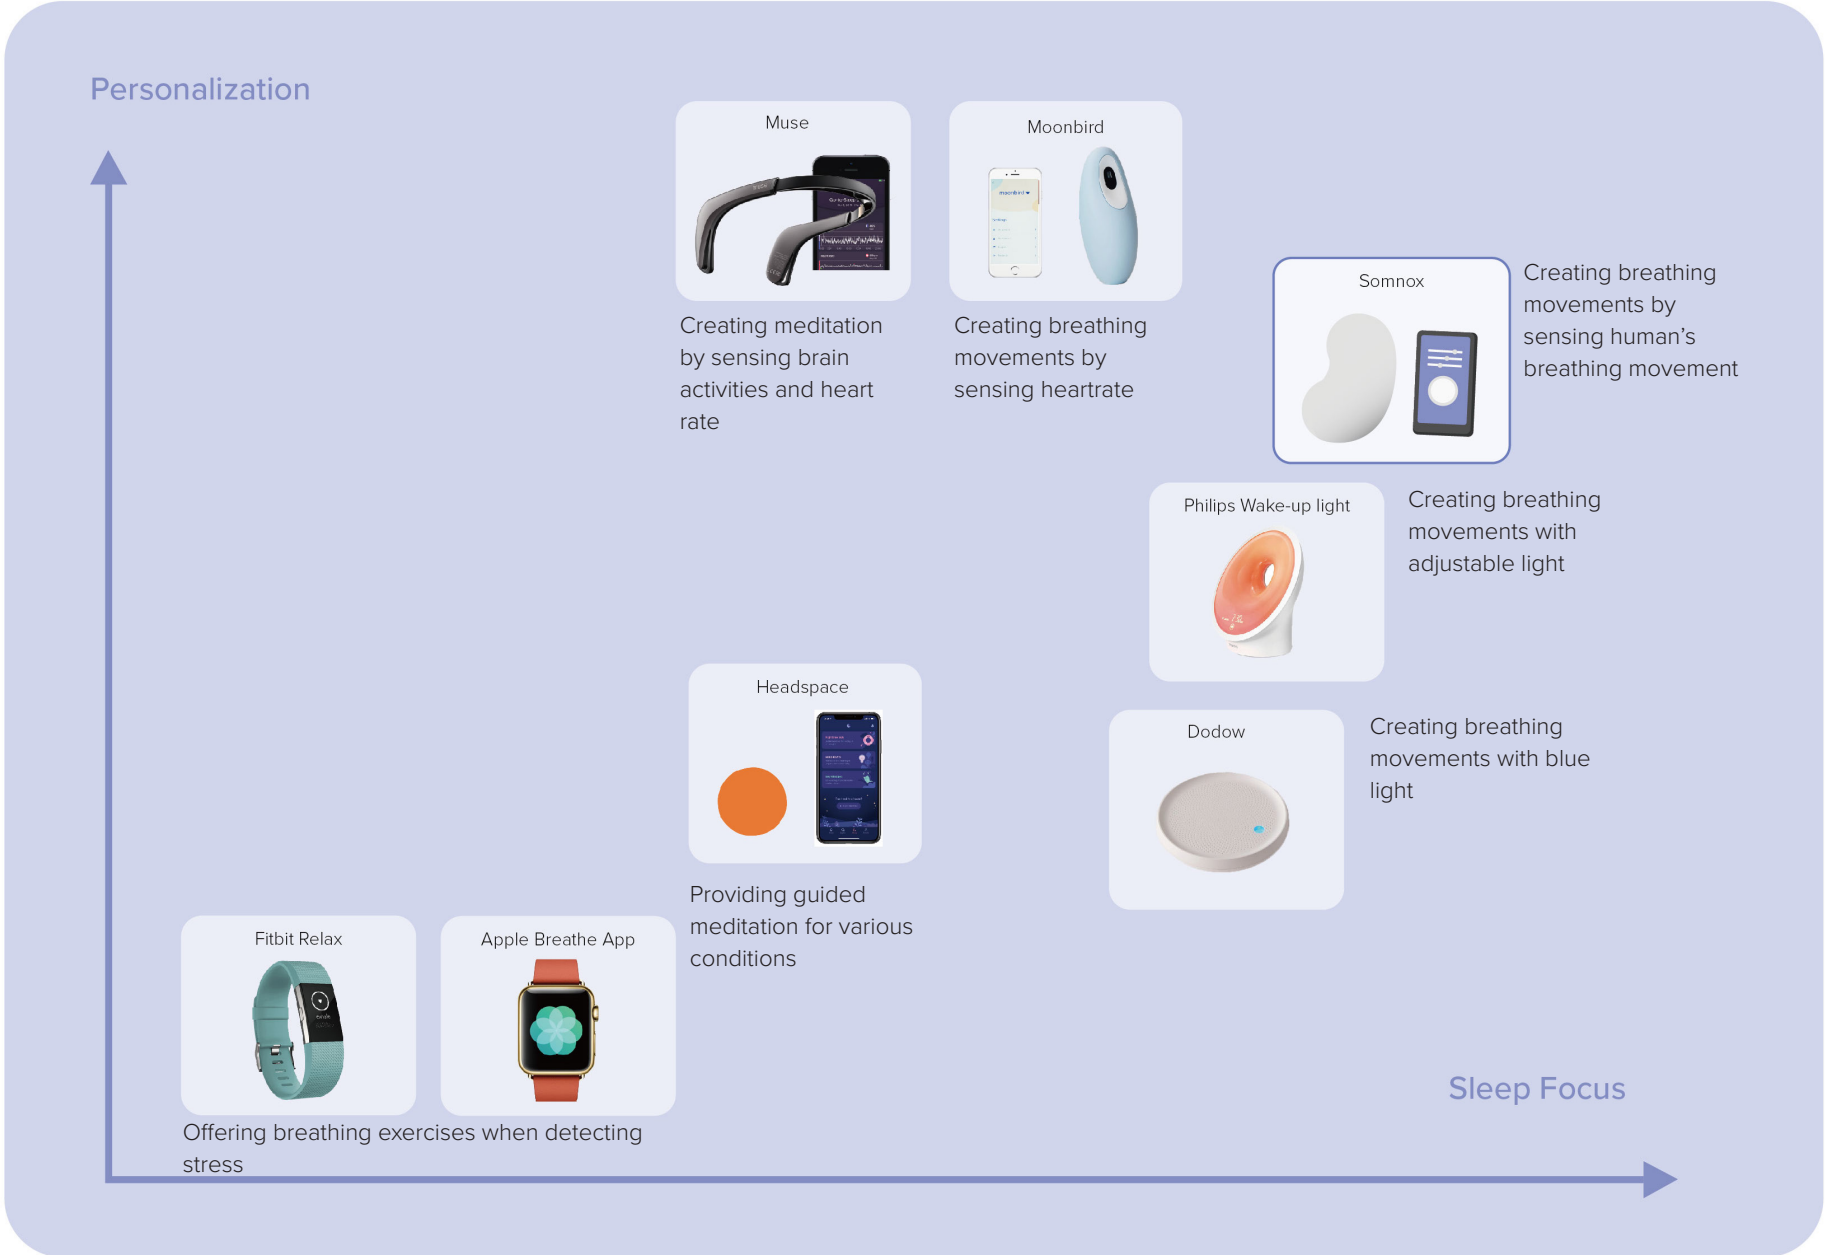 Personalization
Muse
Creating meditation
by sensing brain
activities and heart
rate
Moonbird
moonbird
Creating breathing
movements by
sensing heartrate
Somnox
Creating breathing
movements by
sensing human's
breathing movement
Philips Wake-up light
Creating breathing
movements with
adjustable light
Headspace
Providing guided
meditation for various
conditions
Dodow
Creating breathing
movements with blue
light
Fitbit Relax
Apple Breathe App
Offering breathing exercises when detecting
stress
Sleep Focus